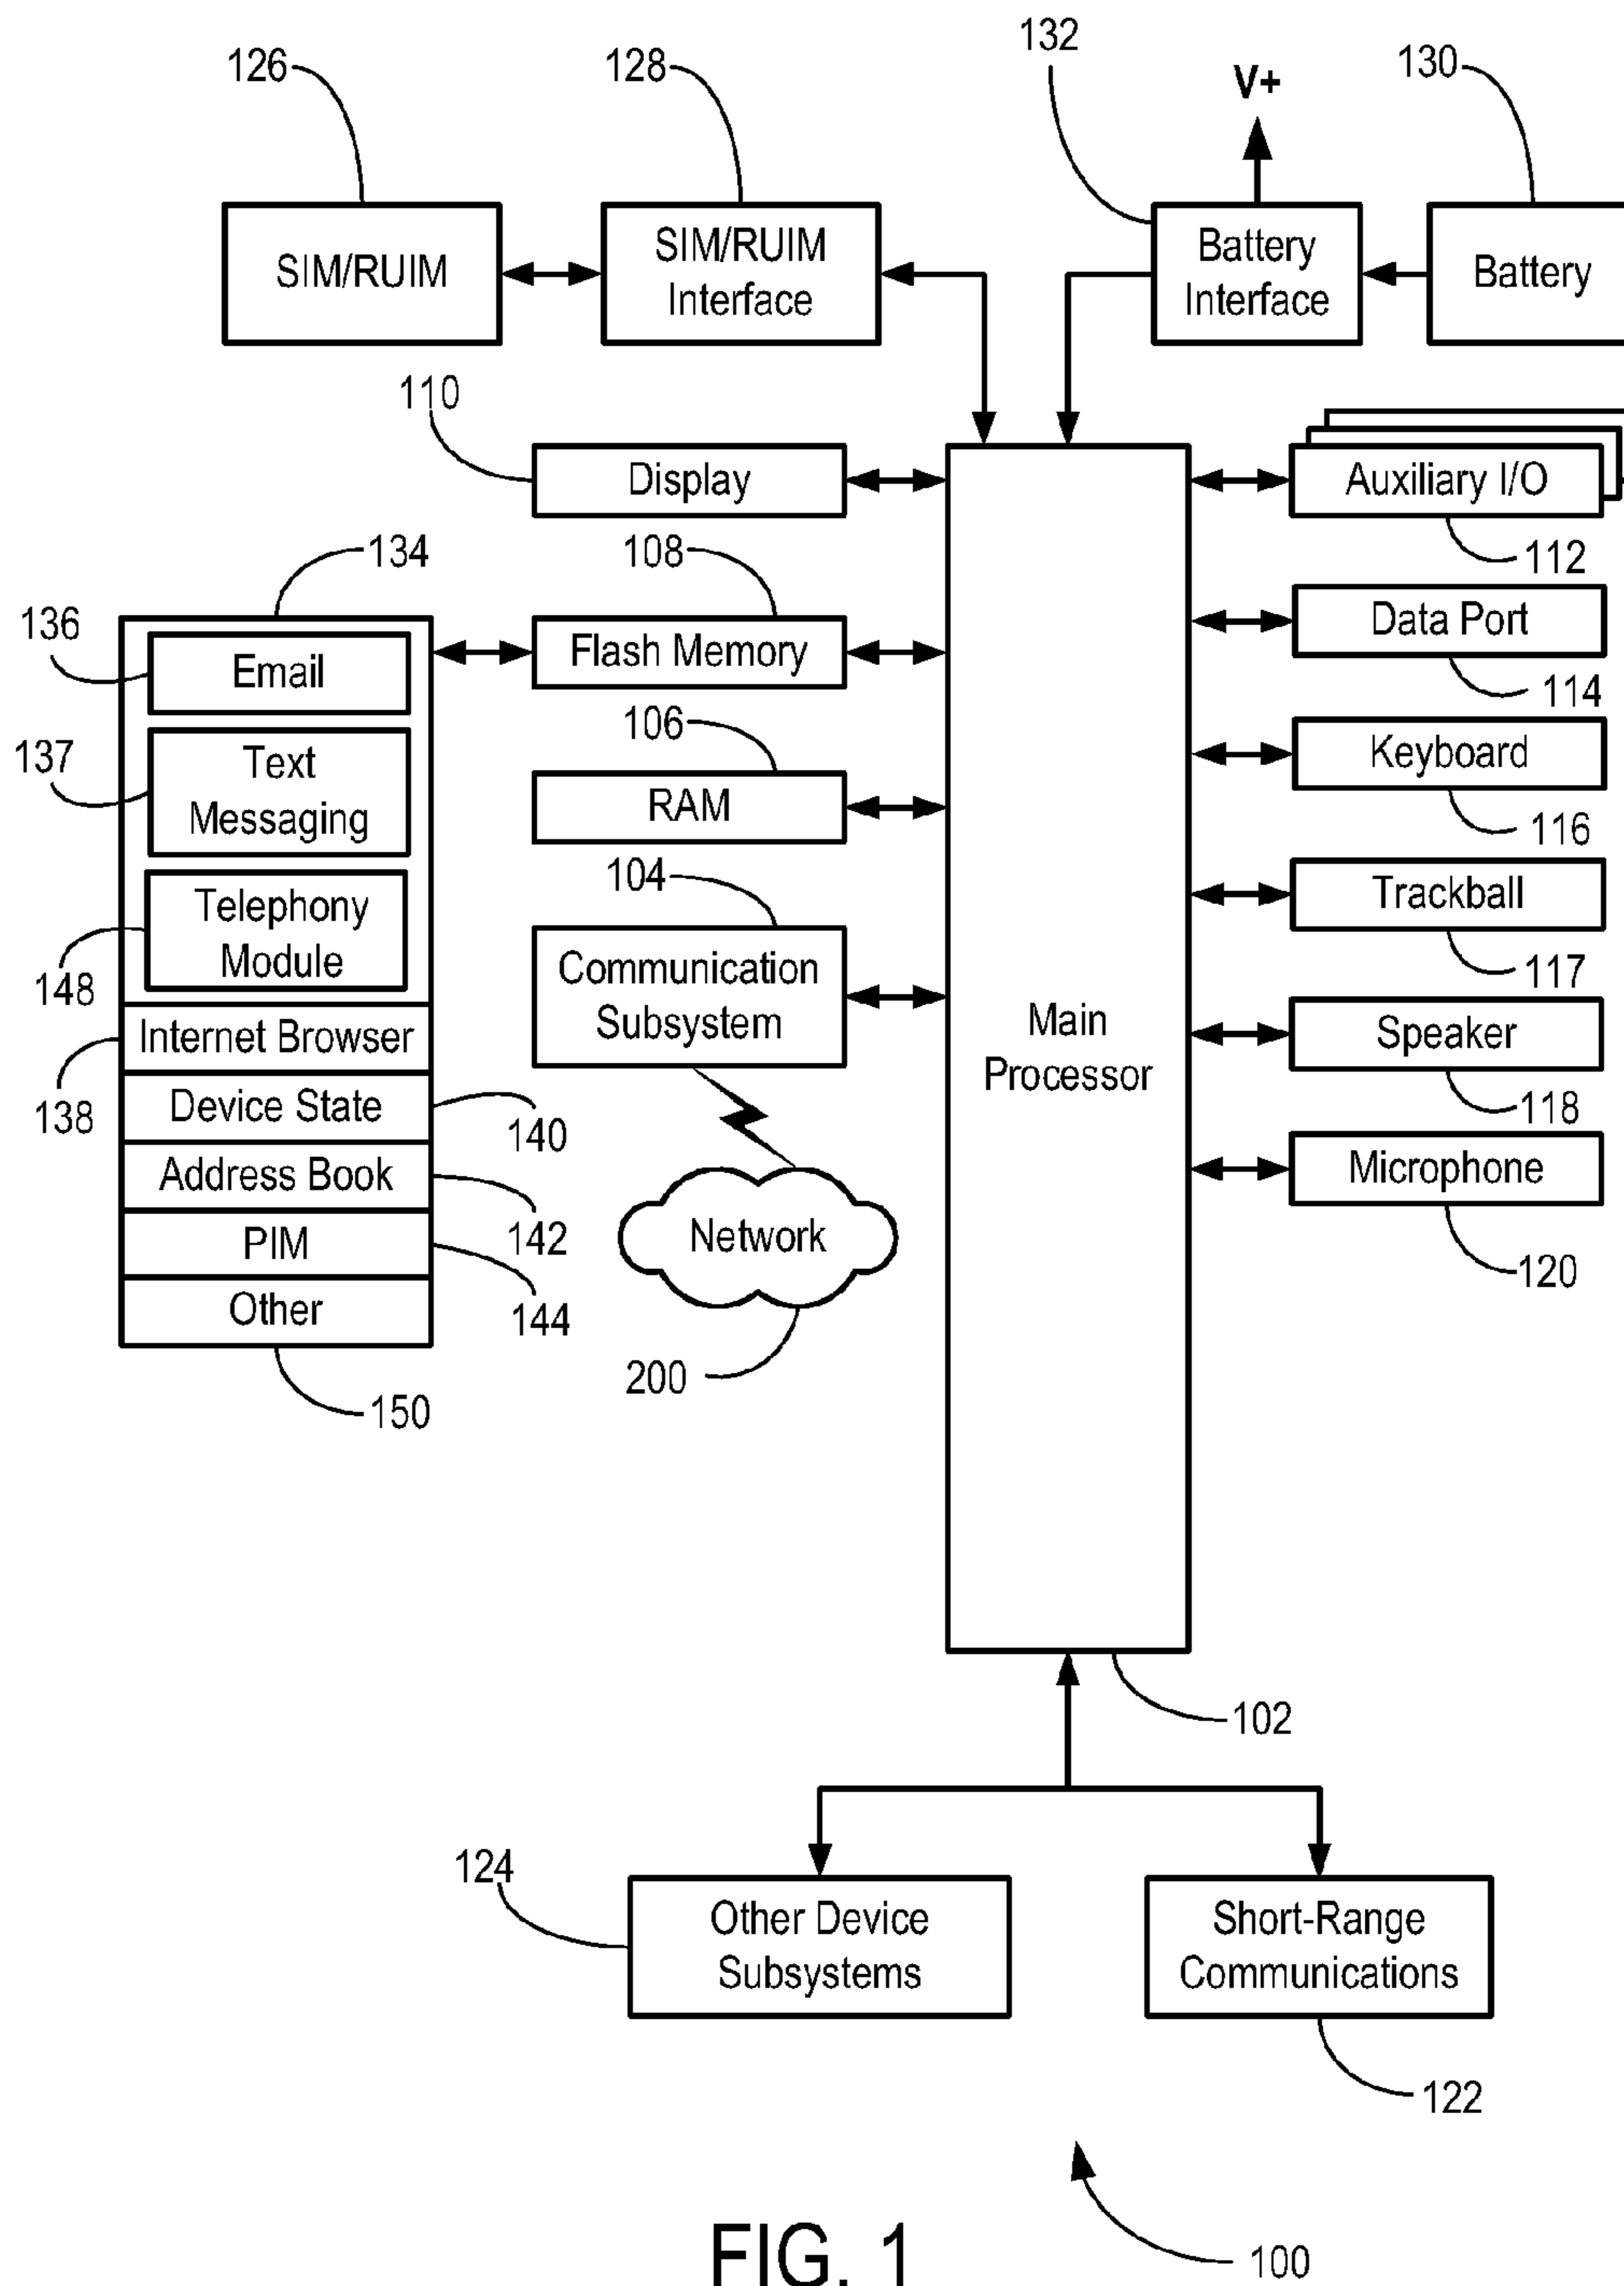 132
126
128
V+
130
SIM/RUIM
SIM/RUIM
Interface
Battery
Interface
Battery
110
Display
Auxiliary I/O
134
108
112
136
Email
Flash Memory
Data Port
114
137
Text
Messaging
106
RAM
Keyboard
116
148
Telephony
Module
104
Communication
Subsystem
Trackball
117
Main
Processor
138
Internet Browser
Speaker
118
Device State
140
Address Book
142
Microphone
120
PIM
144
Network
Other
200
150
102
124
Other Device
Subsystems
Short-Range
Communications
122
100
FIG. 1